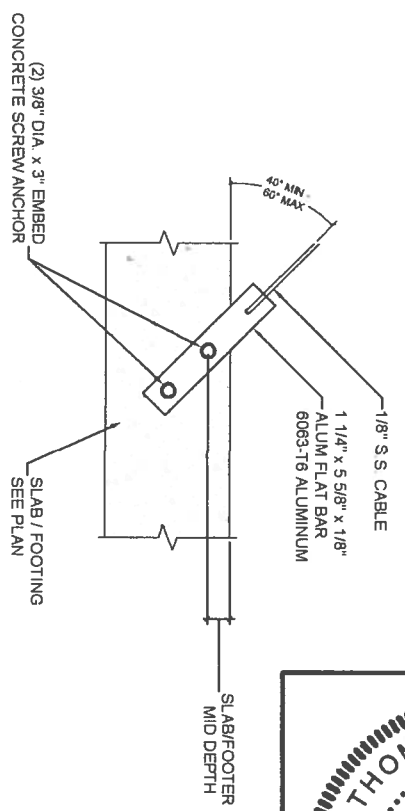 40° MIN
60° MAX
1/8" S.S. CABLE
1 1/4" x 5 5/8" x 1/8"
ALUM FLAT BAR
6063-T6 ALUMINUM
(2) 3/8" DIA. x 3" EMBED
CONCRETE SCREW ANCHOR
SLAB / FOOTING
SEE PLAN
SLAB/FOOTER
MID DEPTH
THO